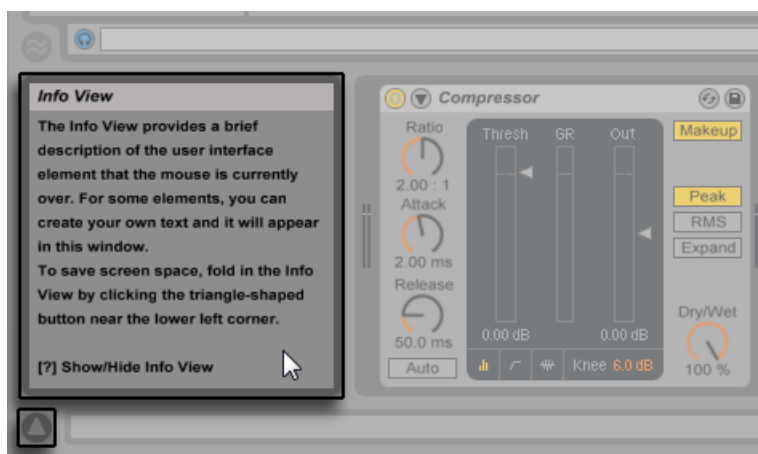 Info View
The Info View provides a brief
description of the user interface
element that the mouse is currently
over. For some elements, you can
create your own text and it will appear
in this window.
To save screen space, fold in the Info
View by clicking the triangle-shaped
button near the lower left corner.
[?] Show/Hide Info View
Compressor
Ratio
2.00 : 1
Attack
2.00 ms
Release
50.0 ms
Auto
Thresh GR Out
0.00 dB 0.00 dB
Knee 6.0 dB
Makeup
Peak
RMS
Expand
Dry/Wet
100 %